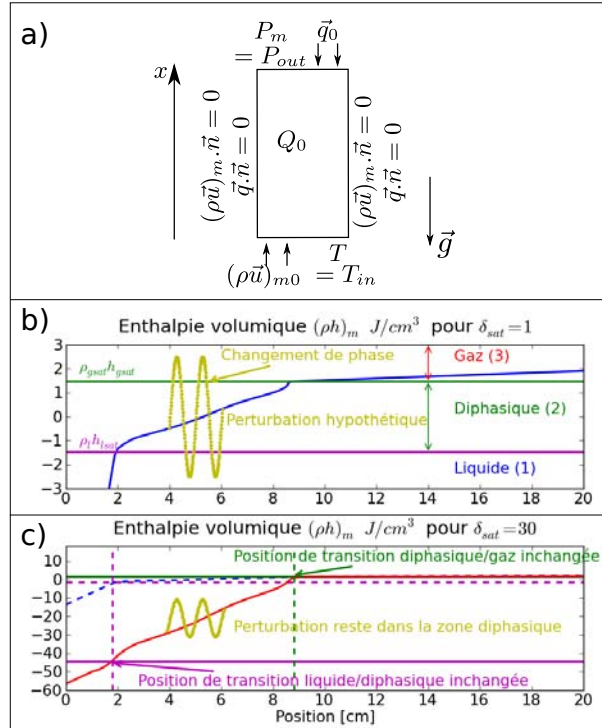 a)
P_m
= P_out
q⃗_0
x
(ρu⃗)_m.n⃗ = 0
q⃗.n⃗ = 0
Q_0
(ρu⃗)_m.n⃗ = 0
q⃗.n⃗ = 0
g⃗
T
(ρu⃗)_m0 = T_in
b)
Enthalpie volumique (ρh)_m J/cm^3 pour δ_sat=1
3
2
1
0
−1
−2
−3
ρ_gsat h_gsat
Changement de phase
Gaz (3)
Perturbation hypothétique
Diphasique (2)
ρ_l h_lsat
Liquide (1)
0 2 4 6 8 10 12 14 16 18 20
c)
Enthalpie volumique (ρh)_m J/cm^3 pour δ_sat=30
10
0
−10
−20
−30
−40
−50
−60
Position de transition diphasique/gaz inchangée
Perturbation reste dans la zone diphasique
Position de transition liquide/diphasique inchangée
0 2 4 6 8 10 12 14 16 18 20
Position [cm]